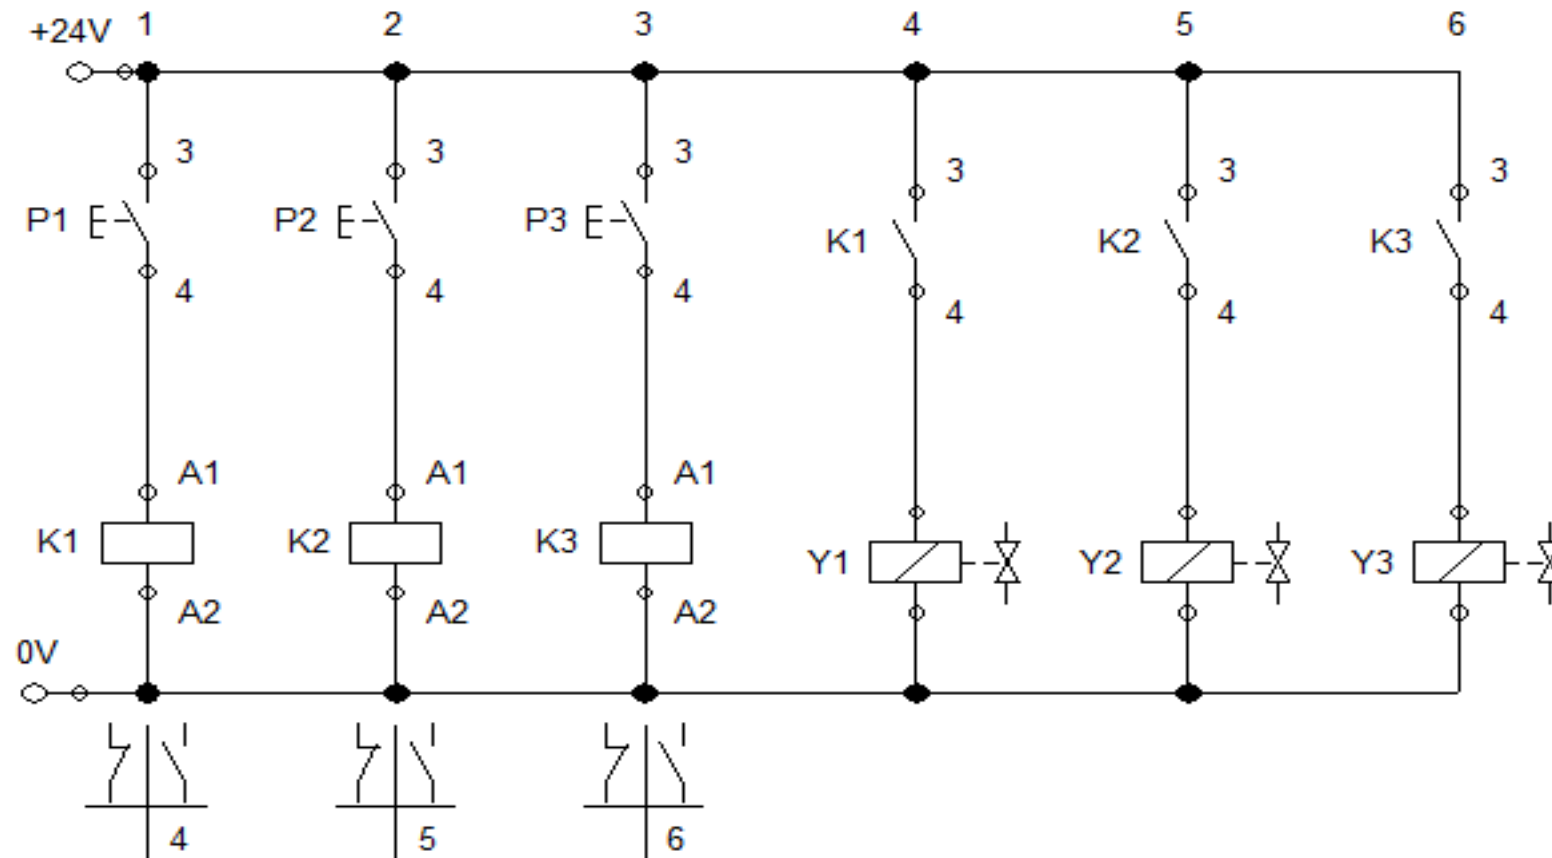 +24V 1 2 3 4 5 6
3 3 3 3 3 3
P1 P2 P3 K1 K2 K3
4 4 4 4 4 4
A1 A1 A1
K1 K2 K3 Y1 Y2 Y3
A2 A2 A2
0V
4 5 6